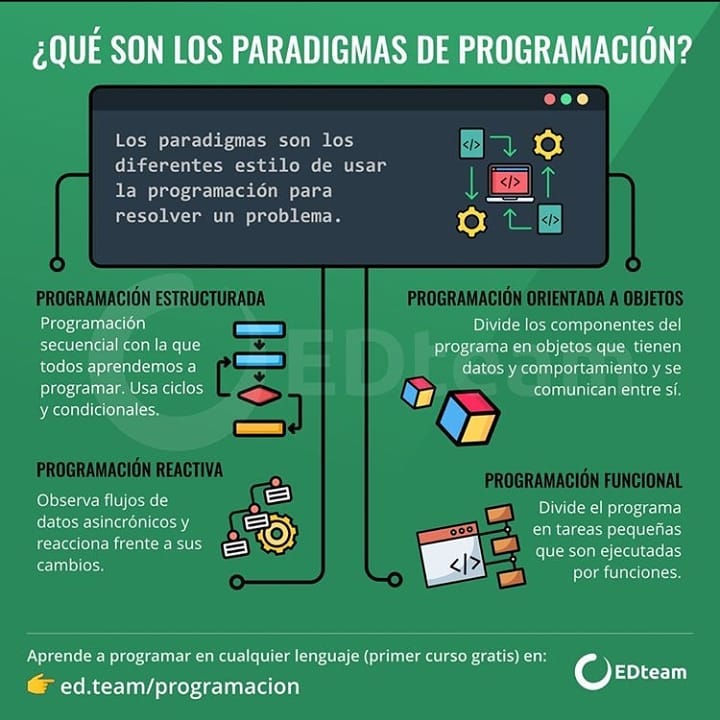 ¿QUÉ SON LOS PARADIGMAS DE PROGRAMACIÓN?
Los paradigmas son los
diferentes estilo de usar
la programación para
resolver un problema.
</>
</>
</>
PROGRAMACIÓN ESTRUCTURADA
Programación
secuencial con la que
todos aprendemos a
programar. Usa ciclos
y condicionales.
PROGRAMACIÓN ORIENTADA A OBJETOS
Divide los componentes del
programa en objetos que tienen
datos y comportamiento y se
comunican entre sí.
EDteam
PROGRAMACIÓN REACTIVA
Observa flujos de
datos asincrónicos y
reacciona frente a sus
cambios.
PROGRAMACIÓN FUNCIONAL
Divide el programa
en tareas pequeñas
que son ejecutadas
por funciones.
</>
Aprende a programar en cualquier lenguaje (primer curso gratis) en:
👉 ed.team/programacion
EDteam